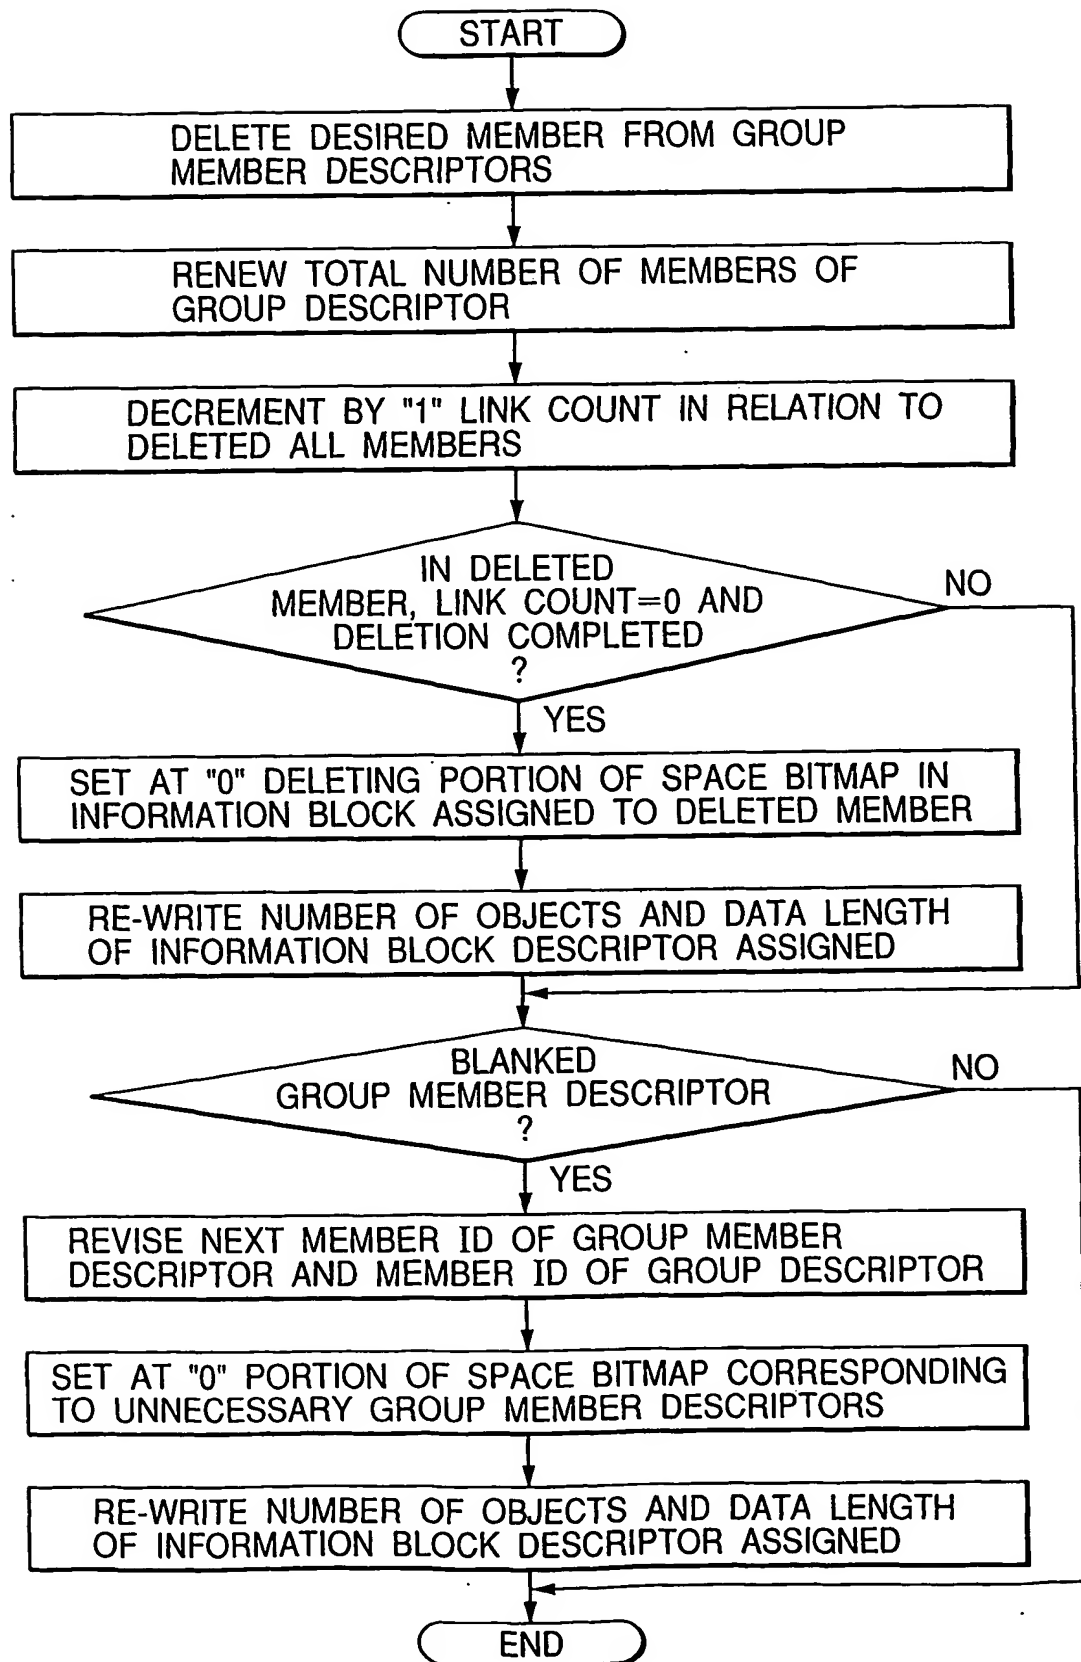 START
DELETE DESIRED MEMBER FROM GROUP
MEMBER DESCRIPTORS
RENEW TOTAL NUMBER OF MEMBERS OF
GROUP DESCRIPTOR
DECREMENT BY "1" LINK COUNT IN RELATION TO
DELETED ALL MEMBERS
IN DELETED
MEMBER, LINK COUNT=0 AND
DELETION COMPLETED
?
NO
YES
SET AT "0" DELETING PORTION OF SPACE BITMAP IN
INFORMATION BLOCK ASSIGNED TO DELETED MEMBER
RE-WRITE NUMBER OF OBJECTS AND DATA LENGTH
OF INFORMATION BLOCK DESCRIPTOR ASSIGNED
BLANKED
GROUP MEMBER DESCRIPTOR
?
NO
YES
REVISE NEXT MEMBER ID OF GROUP MEMBER
DESCRIPTOR AND MEMBER ID OF GROUP DESCRIPTOR
SET AT "0" PORTION OF SPACE BITMAP CORRESPONDING
TO UNNECESSARY GROUP MEMBER DESCRIPTORS
RE-WRITE NUMBER OF OBJECTS AND DATA LENGTH
OF INFORMATION BLOCK DESCRIPTOR ASSIGNED
END